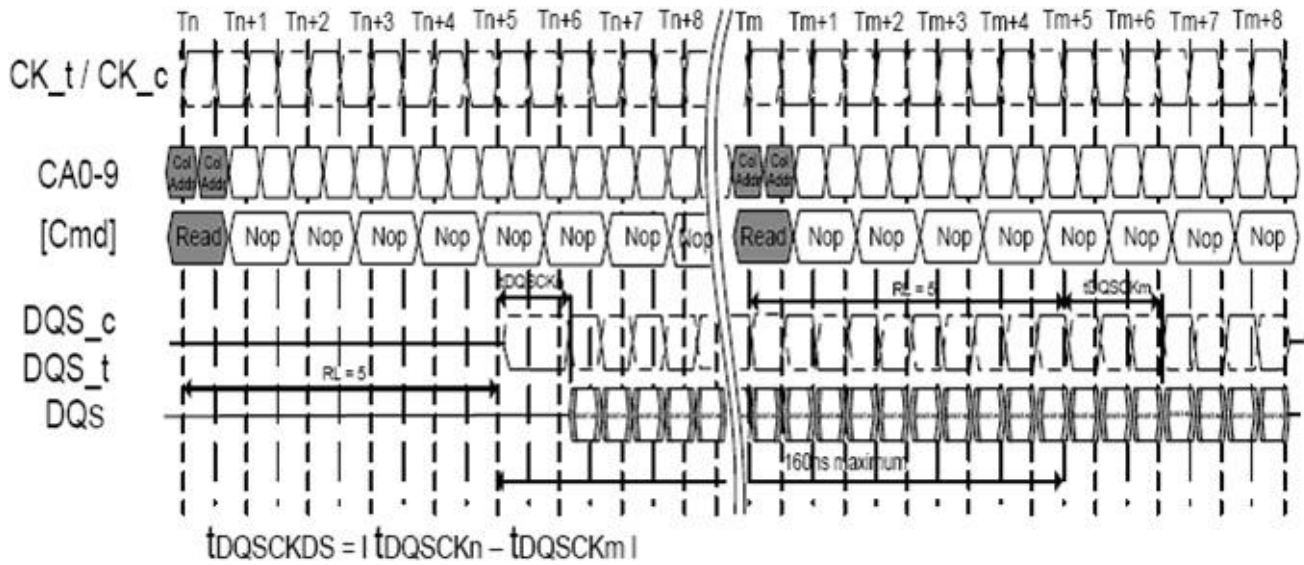 Tn Tn+1 Tn+2 Tn+3 Tn+4 Tn+5 Tn+6 Tn+7 Tn+8 Tm Tm+1 Tm+2 Tm+3 Tm+4 Tm+5 Tm+6 Tm+7 Tm+8
CK_t / CK_c
CA0-9 Col Addr Col Addr Col Addr Col Addr
[Cmd] Read Nop Nop Nop Nop Nop Nop Nop Nop Read Nop Nop Nop Nop Nop Nop Nop Nop
tDQSCKn RL = 5 tDQSCKm
DQS_c
DQS_t
RL = 5
DQs
160ns maximum
tDQSCKDS = | tDQSCKn – tDQSCKm |